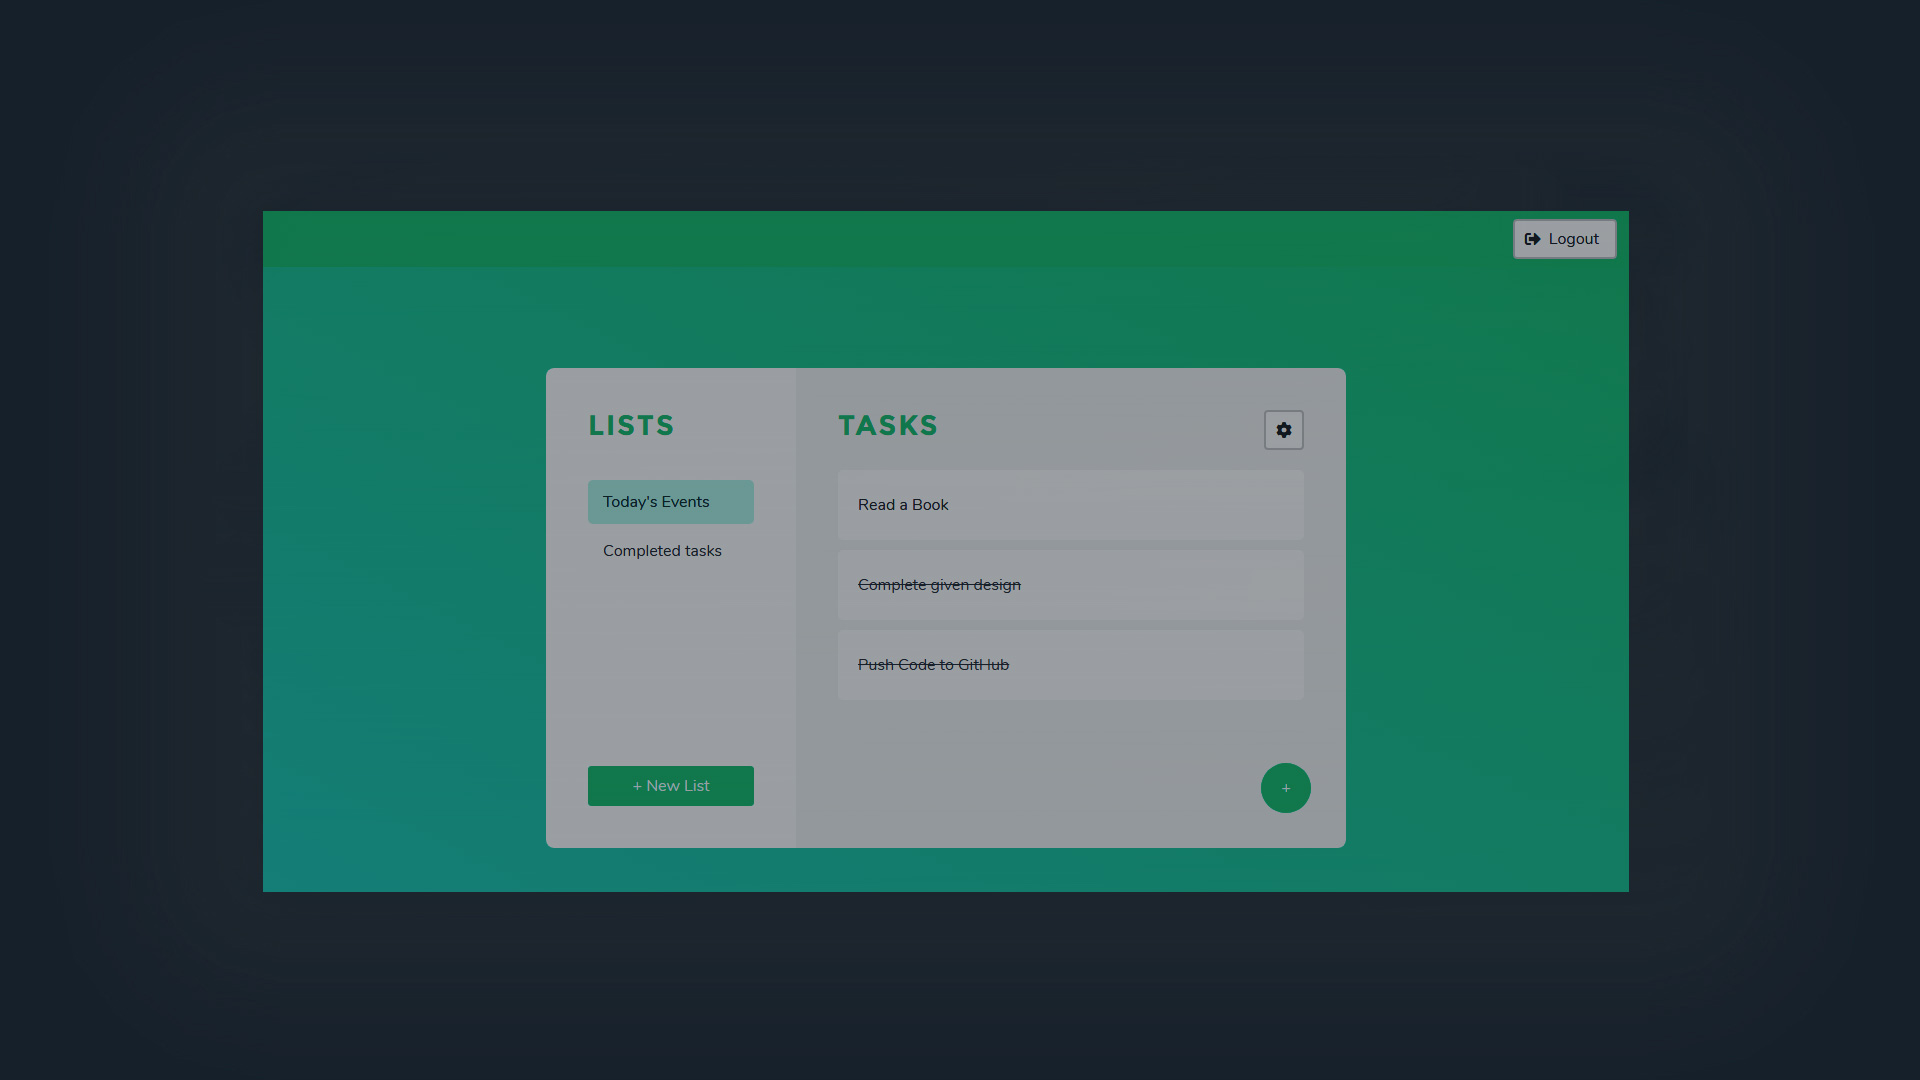 Logout
LISTS
Today's Events
Completed tasks
+ New List
TASKS
Read a Book
Complete given design
Push Code to GitHub
+